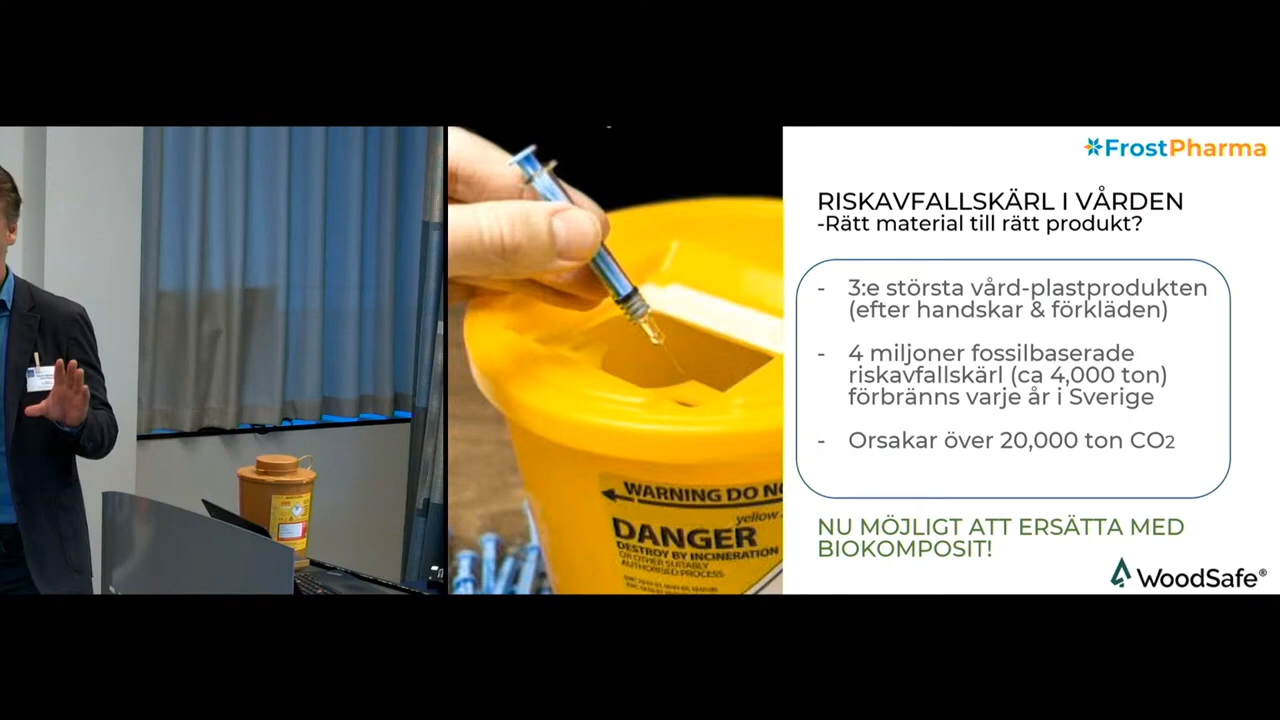 FrostPharma
RISKAVFALLSKÄRL I VÅRDEN
-Rätt material till rätt produkt?
- 3:e största vård-plastprodukten
(efter handskar & förkläden)
- 4 miljoner fossilbaserade
riskavfallskärl (ca 4,000 ton)
förbränns varje år i Sverige
- Orsakar över 20,000 ton CO2
NU MÖJLIGT ATT ERSÄTTA MED
BIOKOMPOSIT!
WoodSafe®
WARNING DO NO
yellow
DANGER
DESTROY BY INCINERATION
OR OTHER SUITABLY
AUTHORISED PROCESS